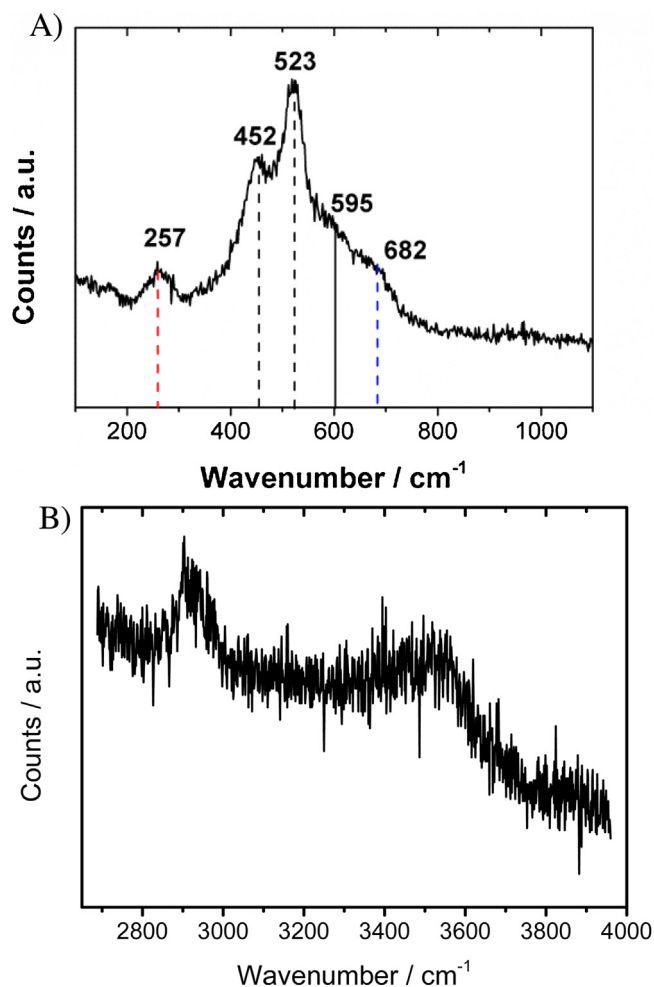 A)
523
452
595
257
682
Counts / a.u.
200 400 600 800 1000
Wavenumber / cm-1
B)
Counts / a.u.
2800 3000 3200 3400 3600 3800 4000
Wavenumber / cm-1